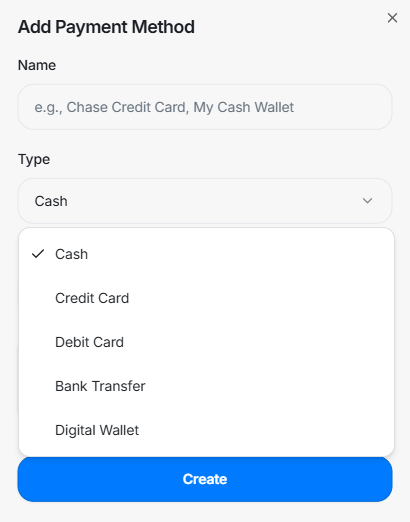 Add Payment Method
Name
e.g., Chase Credit Card, My Cash Wallet
Type
Cash
Cash
Credit Card
Debit Card
Bank Transfer
Digital Wallet
Create